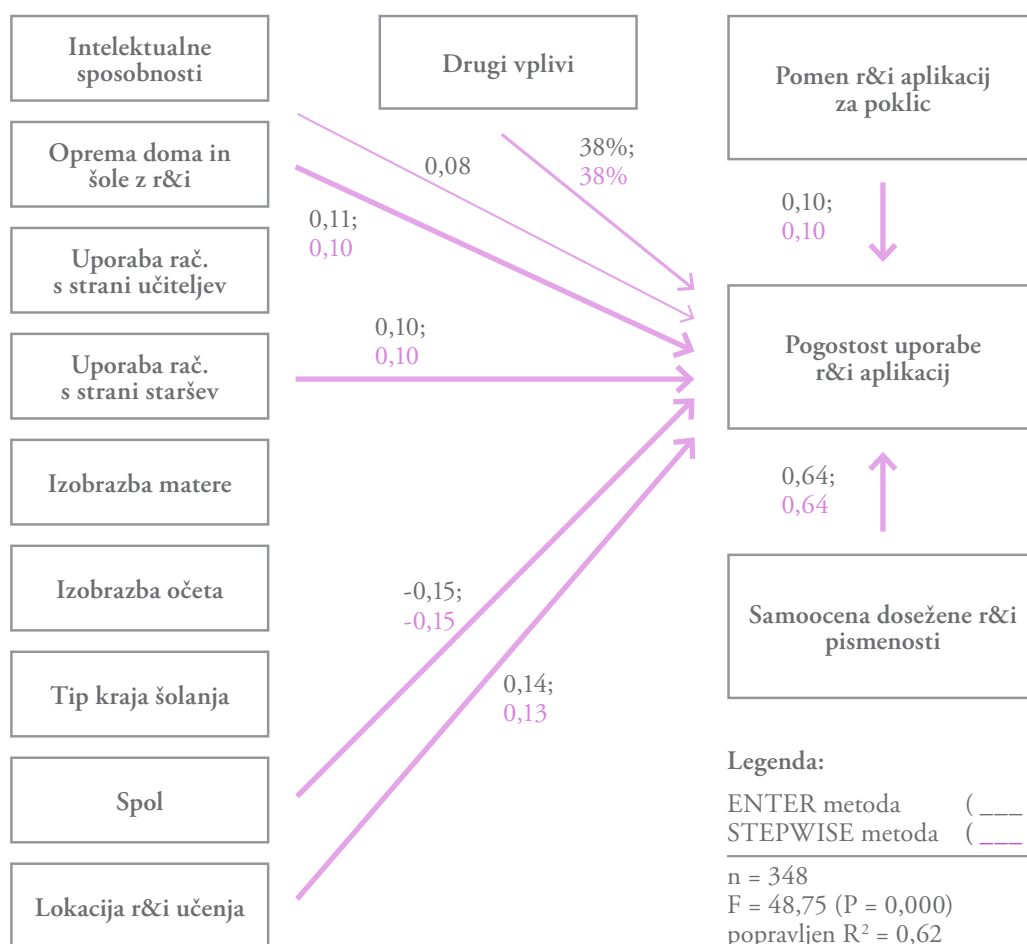 Intelektualne
sposobnosti
Oprema doma in
šole z r&i
Uporaba rač.
s strani učiteljev
Uporaba rač.
s strani staršev
Izobrazba matere
Izobrazba očeta
Tip kraja šolanja
Spol
Lokacija r&i učenja
Drugi vplivi
38%;
38%
0,08
0,11;
0,10
0,10;
0,10
-0,15;
-0,15
0,14;
0,13
Pomen r&i aplikacij
za poklic
0,10;
0,10
Pogostost uporabe
r&i aplikacij
0,64;
0,64
Samoocena dosežene r&i
pismenosti
Legenda:
ENTER metoda ( ___
STEPWISE metoda ( ___
n = 348
F = 48,75 (P = 0,000)
popravljen R² = 0,62